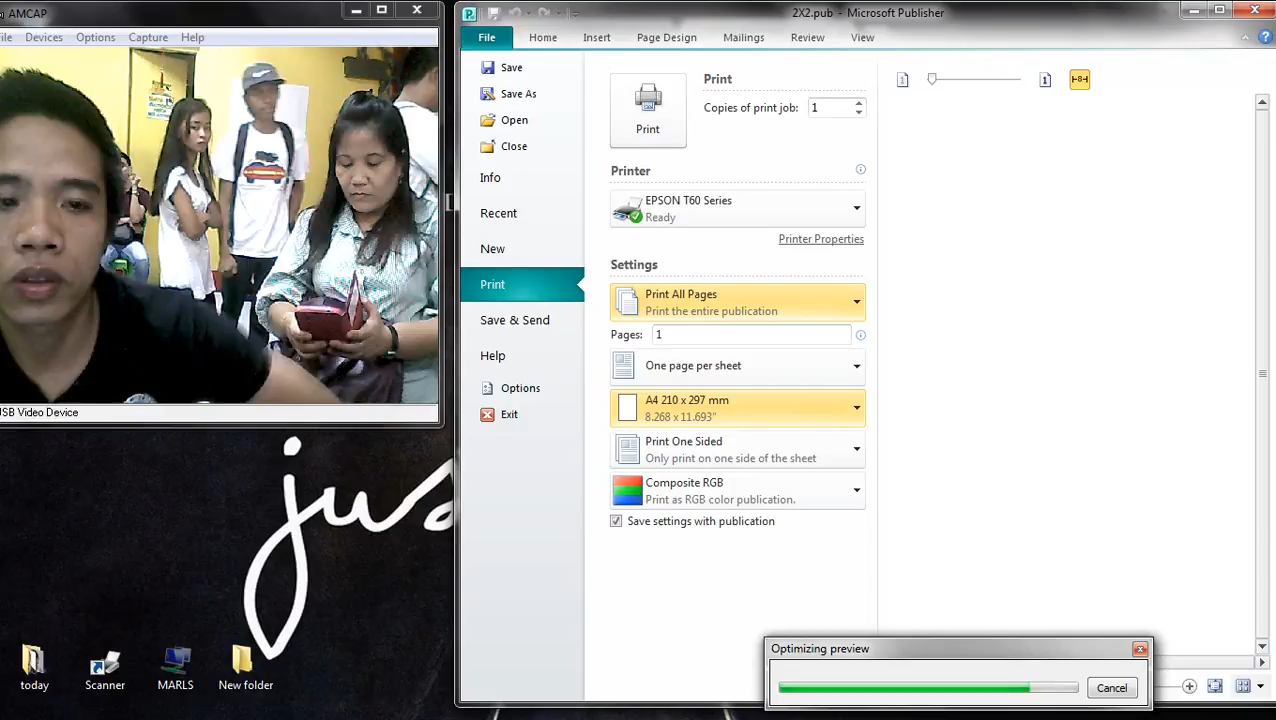 AMCAP
2X2.pub - Microsoft Publisher
Devices Options Capture Help
File Home Insert Page Design Mailings Review View
Save
Save As
Open
Close
Info
Recent
New
Print
Save & Send
Help
Options
Exit
Print
Print
Copies of print job: 1
Printer
EPSON T60 Series
Ready
Printer Properties
Settings
Print All Pages
Print the entire publication
Pages: 1
One page per sheet
A4 210 x 297 mm
8.268 x 11.693"
Print One Sided
Only print on one side of the sheet
Composite RGB
Print as RGB color publication.
Save settings with publication
1 1 8
USB Video Device
jus
today
Scanner
MARLS
New folder
Optimizing preview
Cancel